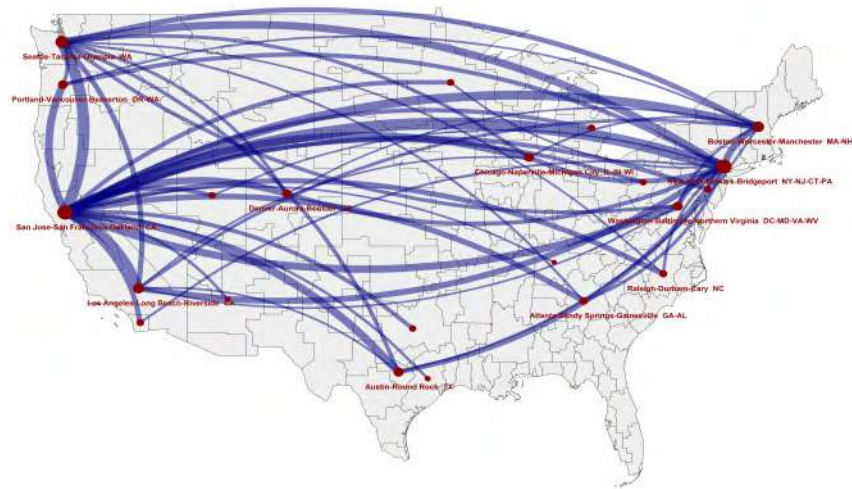 Seattle-Tacoma-Olympia WA
Portland-Vancouver-Beaverton OR-WA
Boston-Worcester-Manchester MA-NH
Chicago-Naperville-Michigan City IL-IN-WI
Newark-Bridgeport NY-NJ-CT-PA
Denver-Aurora-Boulder
Washington-Baltimore-Northern Virginia DC-MD-VA-WV
San Jose-San Francisco-Oakland CA
Raleigh-Durham-Cary NC
Los Angeles-Long Beach-Riverside CA
Atlanta-Sandy Springs-Gainesville GA-AL
Austin-Round Rock TX